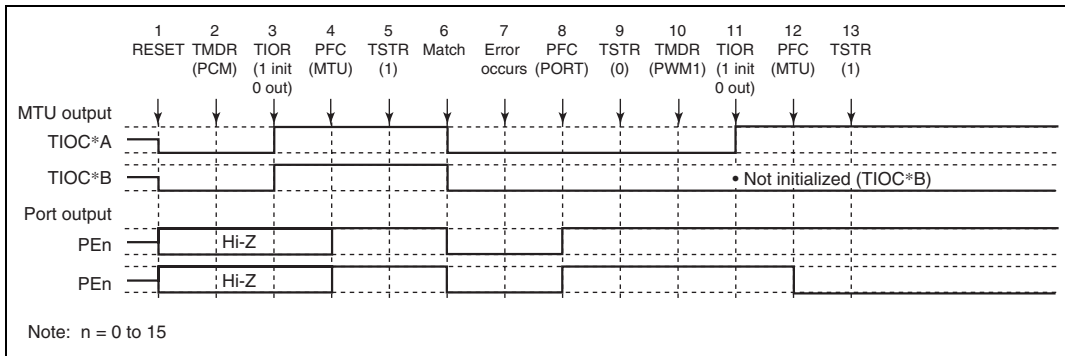 1 2 3 4 5 6 7 8 9 10 11 12 13
RESET TMDR TIOR PFC TSTR Match Error PFC TSTR TMDR TIOR PFC TSTR
(PCM) (1 init (MTU) (1) occurs (PORT) (0) (PWM1) (1 init (MTU) (1)
0 out) 0 out)
MTU output
TIOC*A
TIOC*B
• Not initialized (TIOC*B)
Port output
PEn
Hi-Z
PEn
Hi-Z
Note: n = 0 to 15